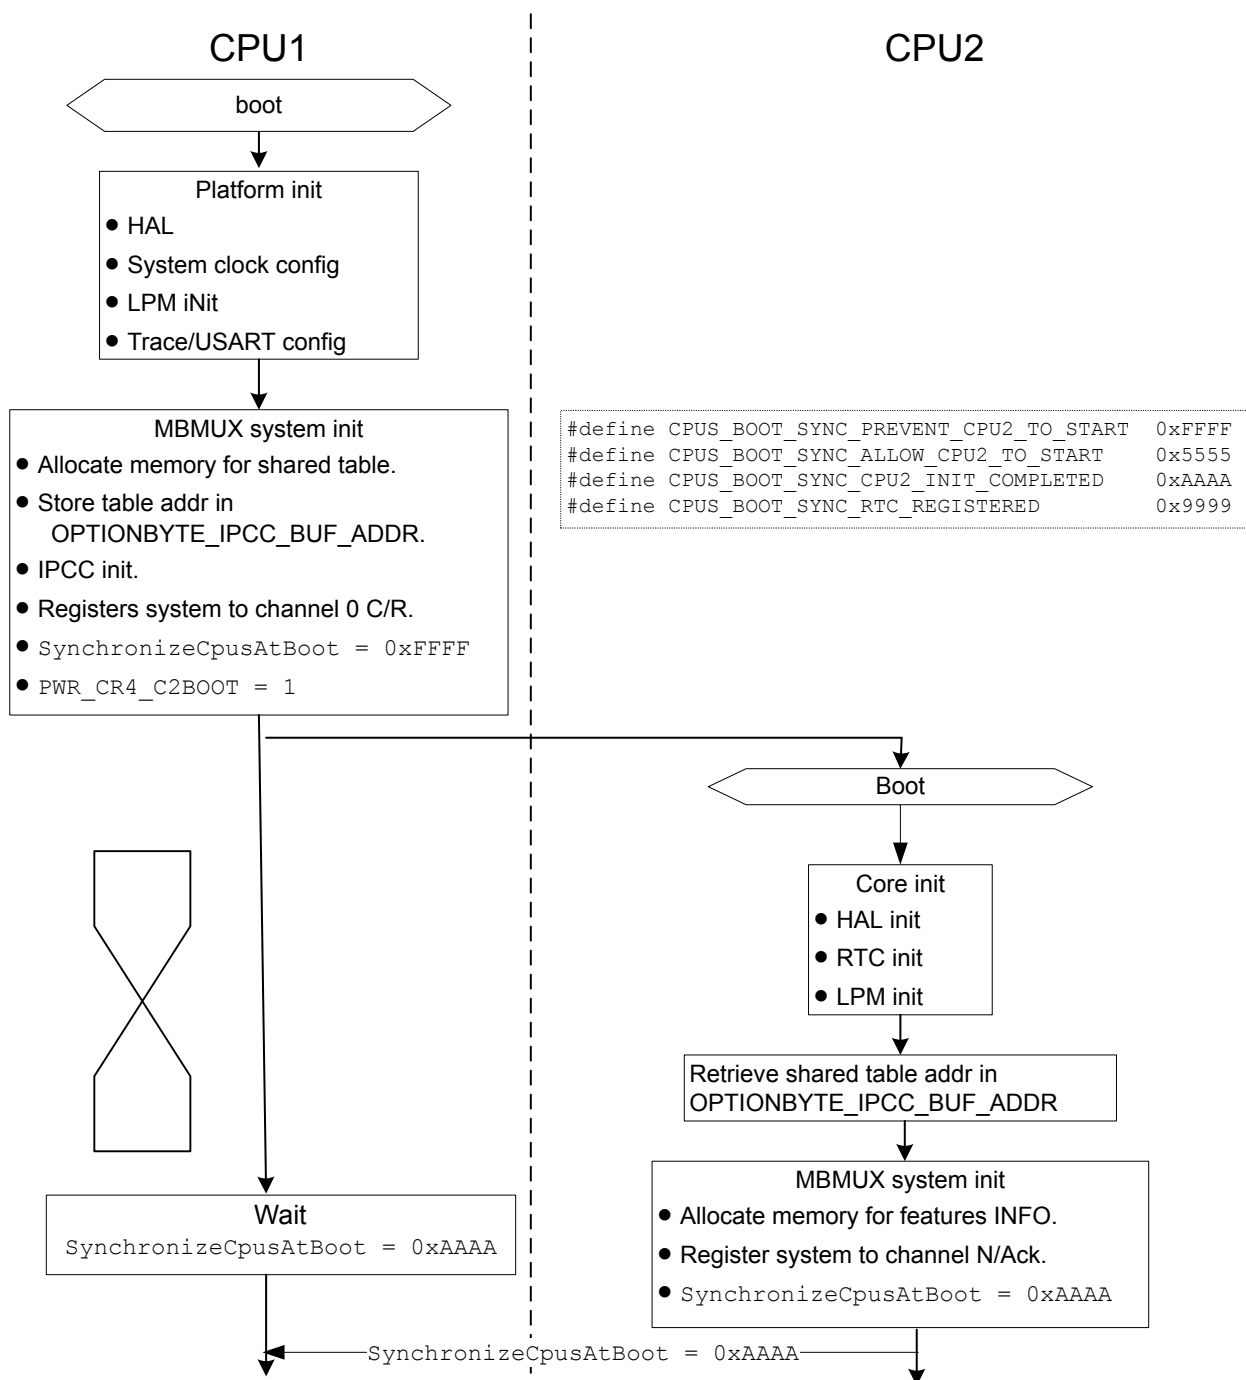 CPU1
CPU2
boot
Platform init
● HAL
● System clock config
● LPM iNit
● Trace/USART config
MBMUX system init
● Allocate memory for shared table.
● Store table addr in
OPTIONBYTE_IPCC_BUF_ADDR.
● IPCC init.
● Registers system to channel 0 C/R.
● SynchronizeCpusAtBoot = 0xFFFF
● PWR_CR4_C2BOOT = 1
#define CPUS_BOOT_SYNC_PREVENT_CPU2_TO_START 0xFFFF
#define CPUS_BOOT_SYNC_ALLOW_CPU2_TO_START 0x5555
#define CPUS_BOOT_SYNC_CPU2_INIT_COMPLETED 0xAAAA
#define CPUS_BOOT_SYNC_RTC_REGISTERED 0x9999
Boot
Core init
● HAL init
● RTC init
● LPM init
Retrieve shared table addr in
OPTIONBYTE_IPCC_BUF_ADDR
MBMUX system init
● Allocate memory for features INFO.
● Register system to channel N/Ack.
● SynchronizeCpusAtBoot = 0xAAAA
Wait
SynchronizeCpusAtBoot = 0xAAAA
SynchronizeCpusAtBoot = 0xAAAA